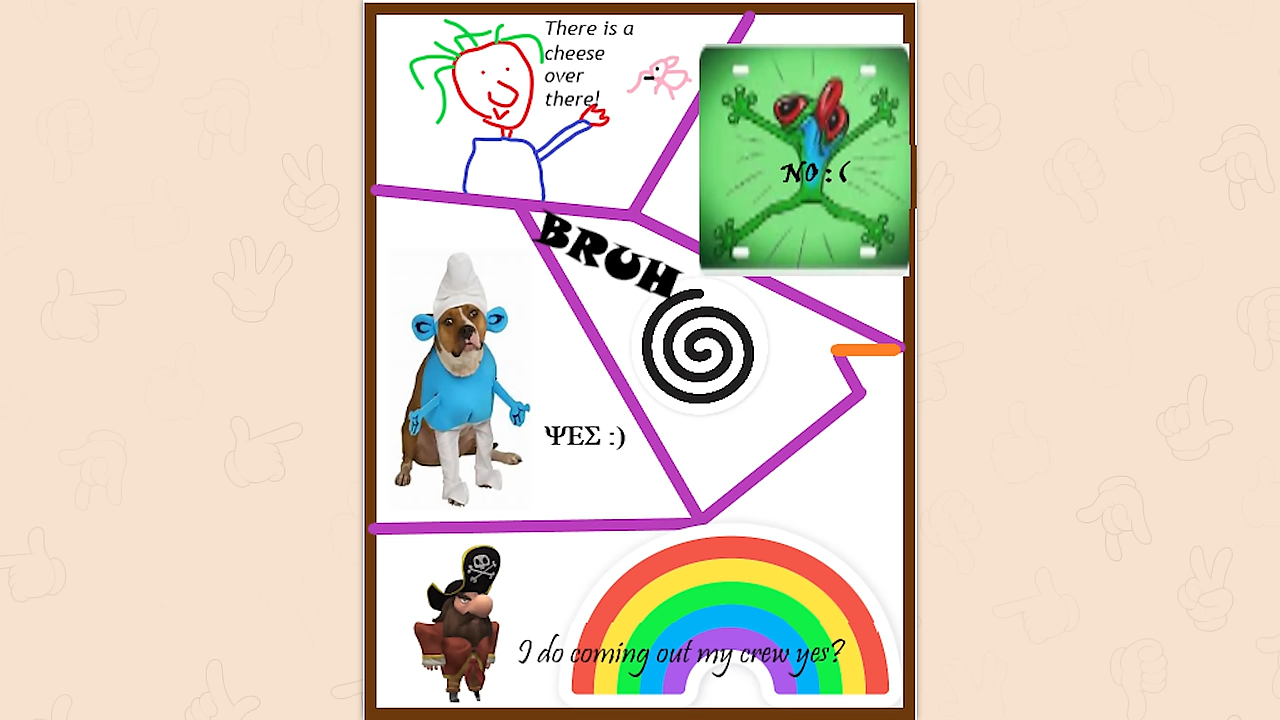 There is a
cheese
over
there!
NO :(
BRUH
ΨΕΣ :)
I do coming out my crew yes?